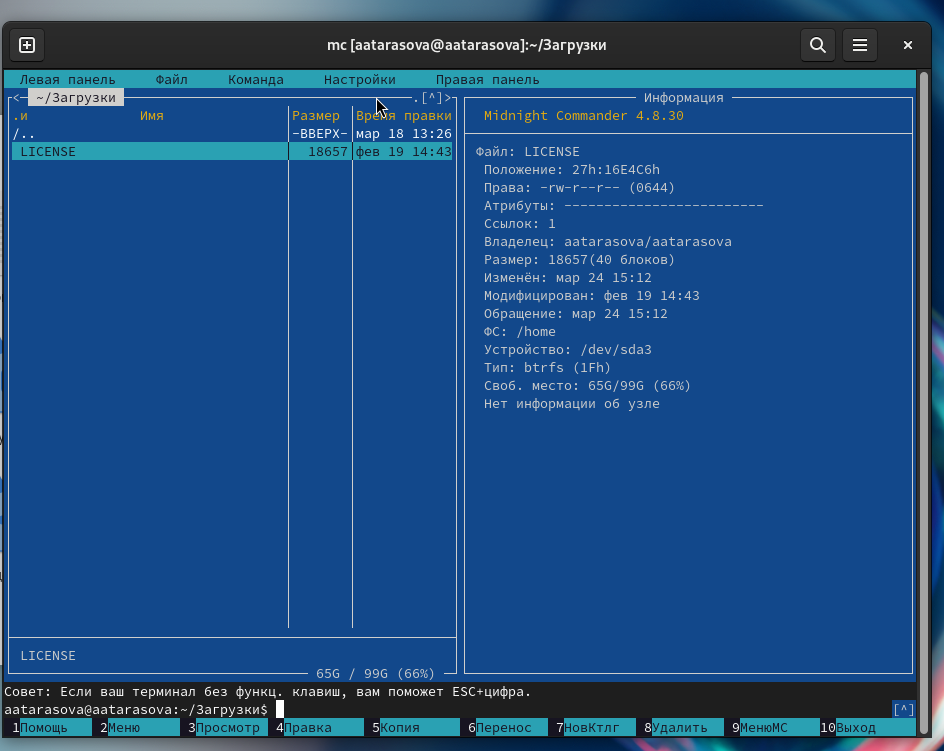 mc [aatarasova@aatarasova]:~/Загрузки
Левая панель Файл Команда Настройки Правая панель
<─ ~/Загрузки .[^]>
.и Имя Размер Время правки
/.. -ВВЕРХ- мар 18 13:26
LICENSE 18657 фев 19 14:43
LICENSE
65G / 99G (66%)
Информация
Midnight Commander 4.8.30
Файл: LICENSE
Положение: 27h:16E4C6h
Права: -rw-r--r-- (0644)
Атрибуты: -------------------------
Ссылок: 1
Владелец: aatarasova/aatarasova
Размер: 18657(40 блоков)
Изменён: мар 24 15:12
Модифицирован: фев 19 14:43
Обращение: мар 24 15:12
ФС: /home
Устройство: /dev/sda3
Тип: btrfs (1Fh)
Своб. место: 65G/99G (66%)
Нет информации об узле
Совет: Если ваш терминал без функц. клавиш, вам поможет ESC+цифра.
aatarasova@aatarasova:~/Загрузки$ [^]
1Помощь 2Меню 3Просмотр 4Правка 5Копия 6Перенос 7НовКтлг 8Удалить 9МенюМС 10Выход